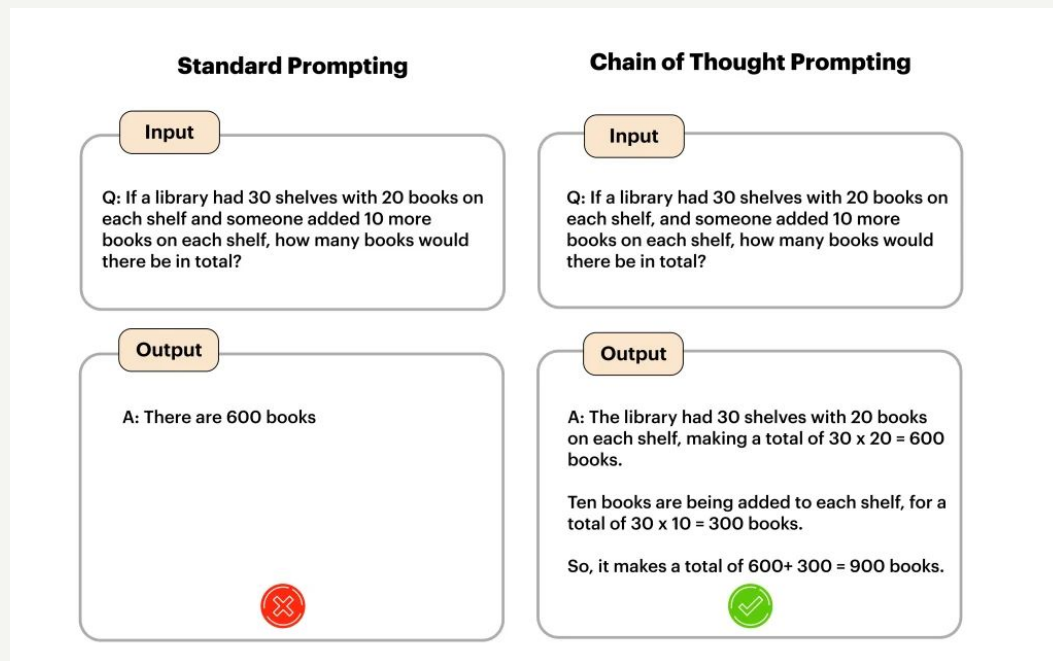 Standard Prompting
Input
Q: If a library had 30 shelves with 20 books on
each shelf and someone added 10 more
books on each shelf, how many books would
there be in total?
Output
A: There are 600 books
Chain of Thought Prompting
Input
Q: If a library had 30 shelves with 20 books on
each shelf, and someone added 10 more
books on each shelf, how many books would
there be in total?
Output
A: The library had 30 shelves with 20 books
on each shelf, making a total of 30 x 20 = 600
books.
Ten books are being added to each shelf, for a
total of 30 x 10 = 300 books.
So, it makes a total of 600+ 300 = 900 books.